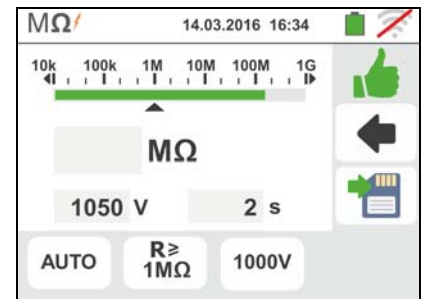 MΩ 14.03.2016 16:34
10k 100k 1M 10M 100M 1G
MΩ
1050 V 2 s
AUTO R≥ 1MΩ 1000V